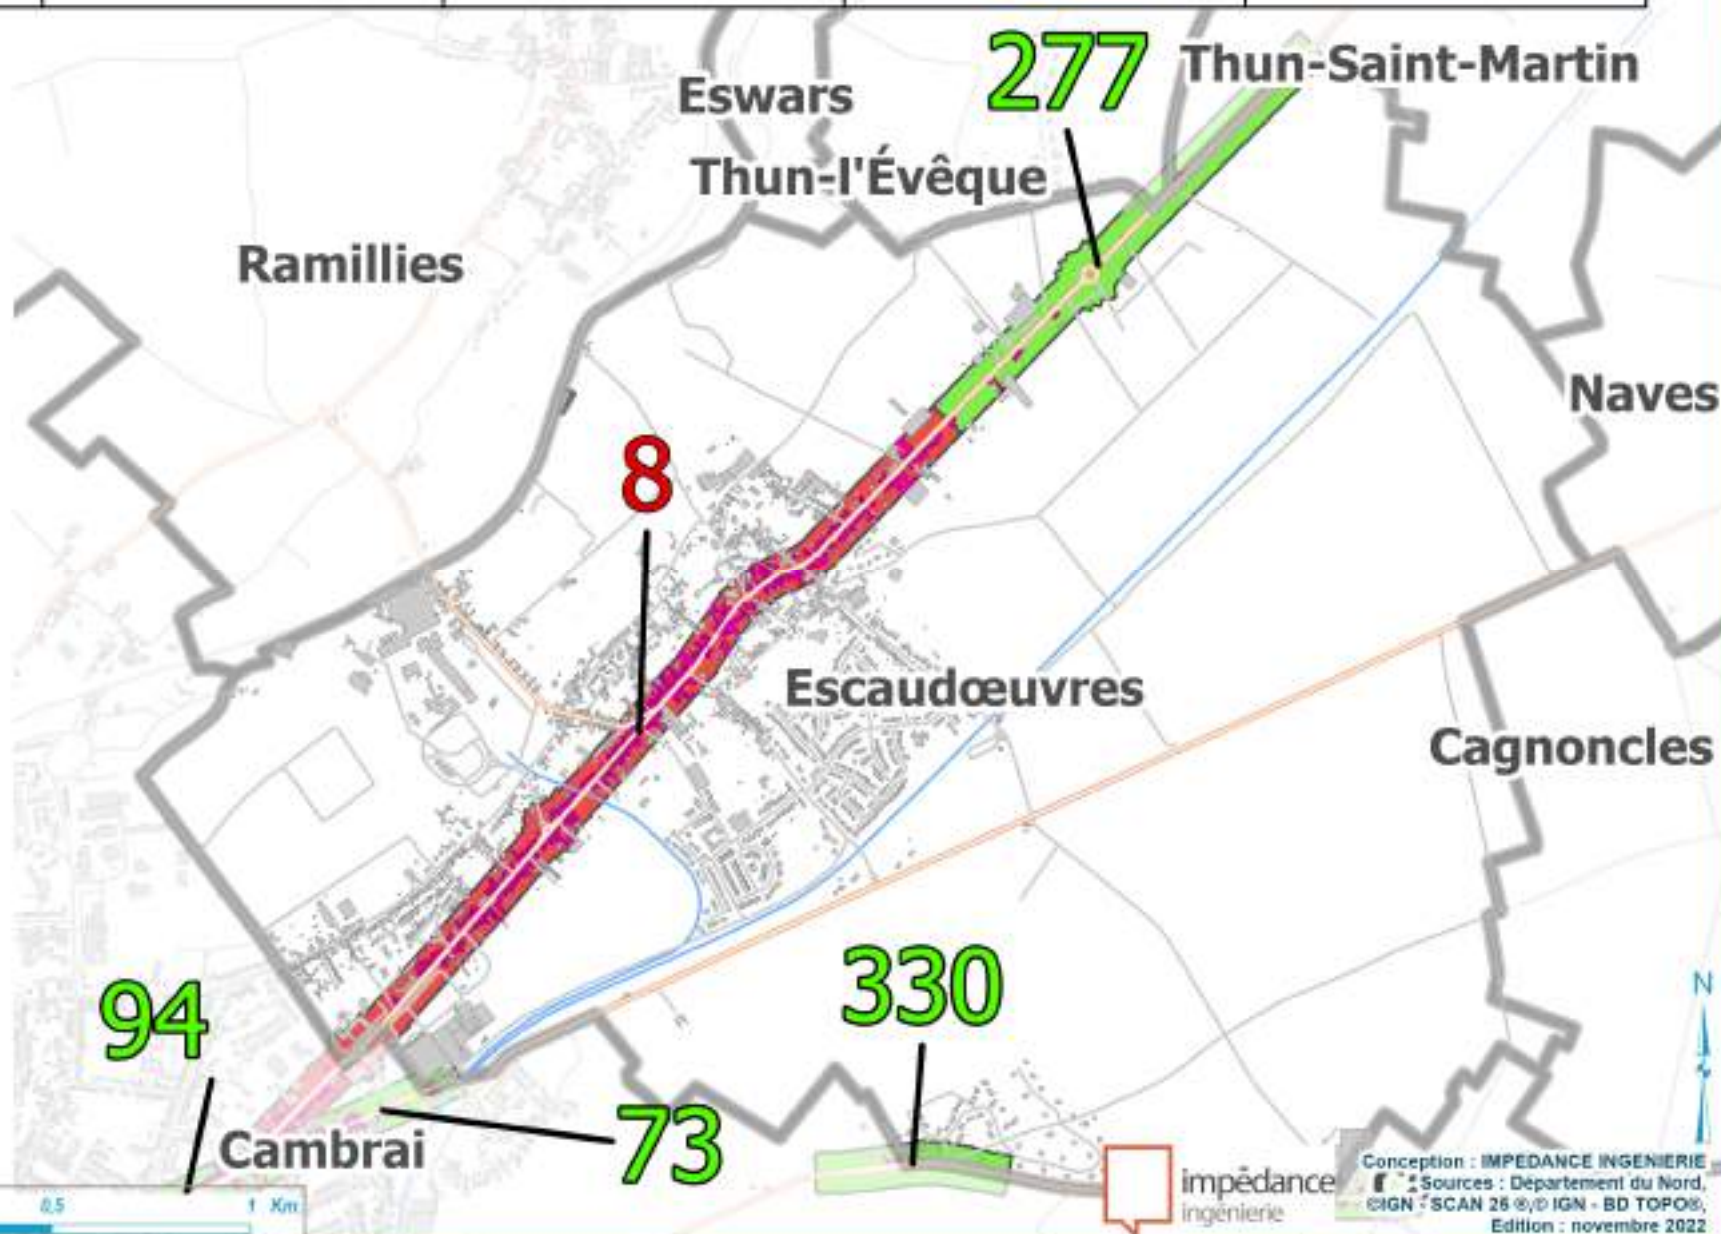 277
Thun-Saint-Martin
Eswars
Thun-l'Évêque
Ramillies
Naves
8
Escaudœuvres
Cagnoncles
94
330
N
73
Cambrai
0,5 1 Km
impédance
ingénierie
Conception : IMPEDANCE INGENIERIE
Sources : Département du Nord,
©IGN - SCAN 25 ®,© IGN - BD TOPO®,
Edition : novembre 2022